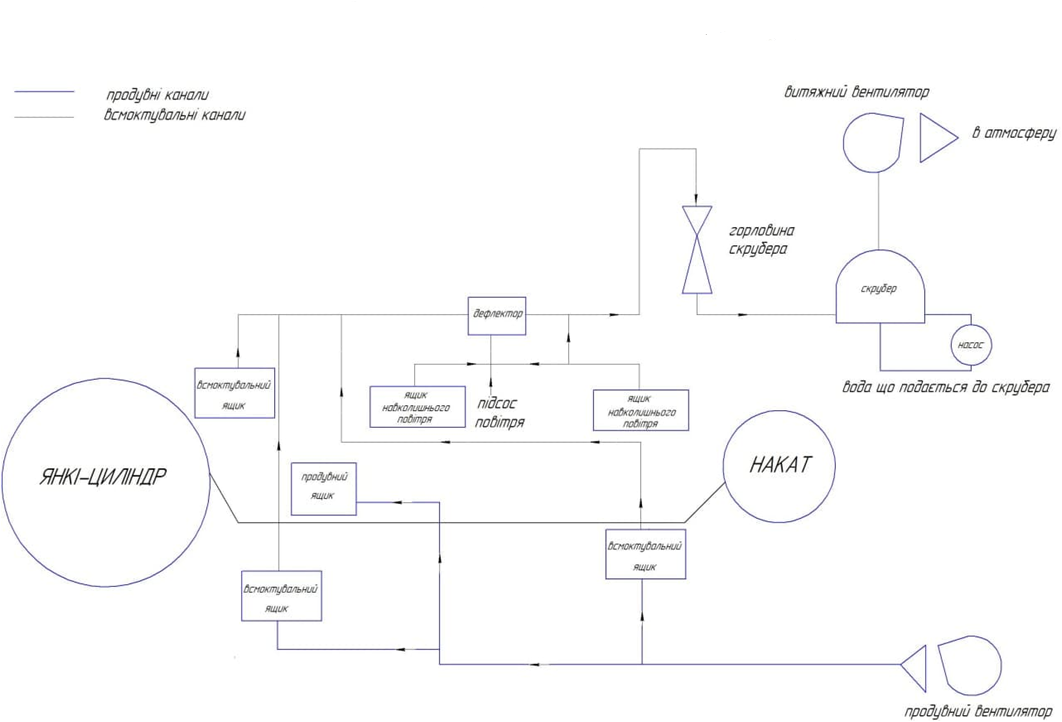 продувні канали
всмоктувальні канали
витяжний вентилятор
в атмосферу
горловина
скрубера
скрубер
насос
вода що подається до скрубера
дефлектор
всмоктувальний
ящик
ящик
навколишнього
повітря
підсос
повітря
ящик
навколишнього
повітря
ЯНКІ-ЦИЛІНДР
НАКАТ
продувний
ящик
всмоктувальний
ящик
всмоктувальний
ящик
продувний вентилятор